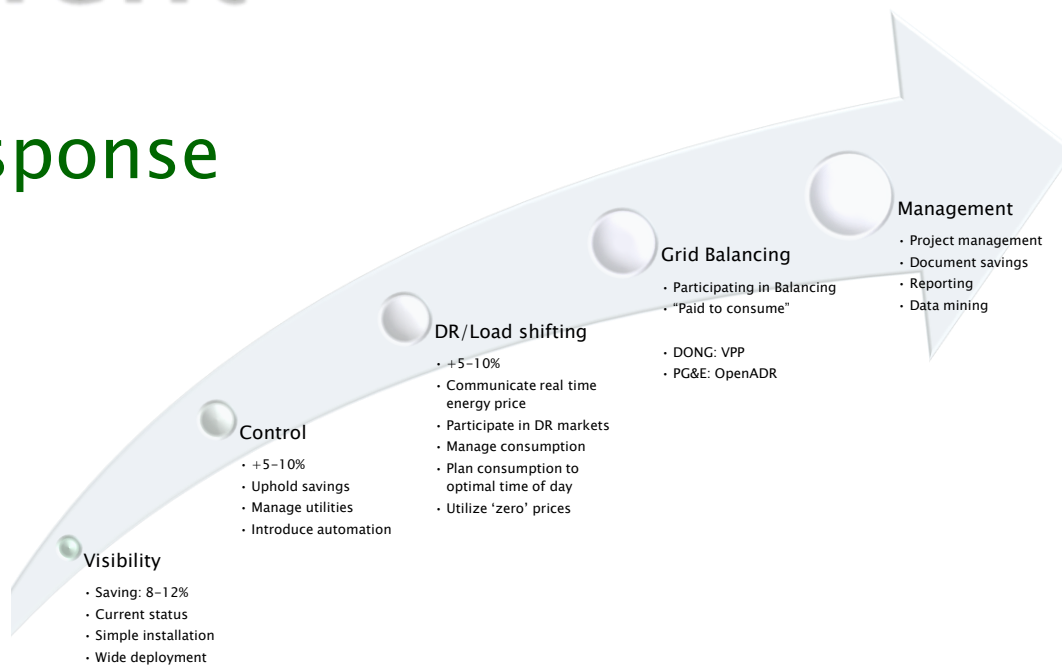 sponse
Management
• Project management
• Document savings
• Reporting
• Data mining
Grid Balancing
• Participating in Balancing
• “Paid to consume”
• DONG: VPP
• PG&E: OpenADR
DR/Load shifting
• +5–10%
• Communicate real time
energy price
• Participate in DR markets
• Manage consumption
• Plan consumption to
optimal time of day
• Utilize ‘zero’ prices
Control
• +5–10%
• Uphold savings
• Manage utilities
• Introduce automation
Visibility
• Saving: 8–12%
• Current status
• Simple installation
• Wide deployment